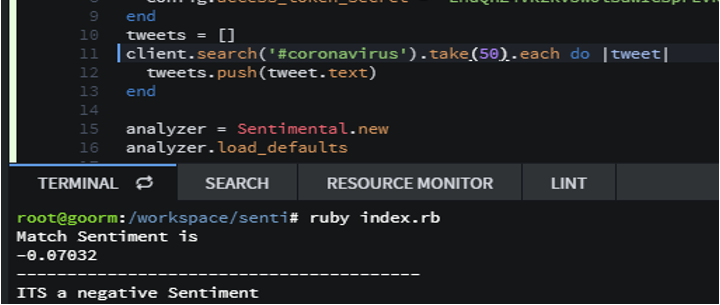 9 end
10 tweets = []
11 client.search('#coronavirus').take(50).each do |tweet|
12 tweets.push(tweet.text)
13 end
14
15 analyzer = Sentimental.new
16 analyzer.load_defaults
TERMINAL SEARCH RESOURCE MONITOR LINT
root@goorm:/workspace/senti# ruby index.rb
Match Sentiment is
-0.07032
----------------------------------------
ITS a negative Sentiment